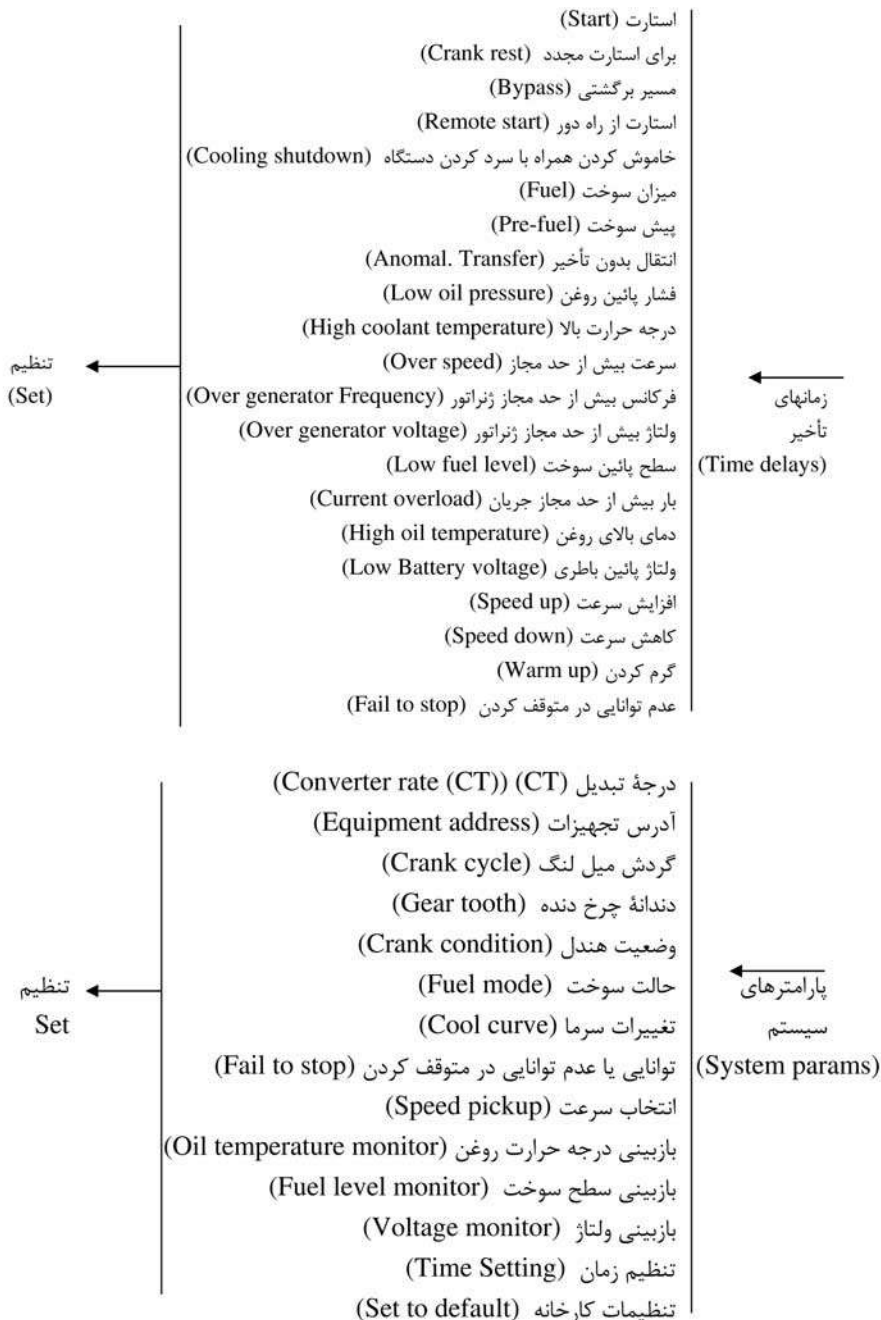 استارت (Start)
برای استارت مجدد (Crank rest)
مسیر برگشتی (Bypass)
استارت از راه دور (Remote start)
خاموش کردن همراه با سرد کردن دستگاه (Cooling shutdown)
میزان سوخت (Fuel)
پیش سوخت (Pre-fuel)
انتقال بدون تأخیر (Anomal. Transfer)
فشار پائین روغن (Low oil pressure)
درجه حرارت بالا (High coolant temperature)
سرعت بیش از حد مجاز (Over speed)
فرکانس بیش از حد مجاز ژنراتور (Over generator Frequency)
ولتاژ بیش از حد مجاز ژنراتور (Over generator voltage)
سطح پائین سوخت (Low fuel level)
بار بیش از حد مجاز جریان (Current overload)
دمای بالای روغن (High oil temperature)
ولتاژ پائین باطری (Low Battery voltage)
افزایش سرعت (Speed up)
کاهش سرعت (Speed down)
گرم کردن (Warm up)
عدم توانایی در متوقف کردن (Fail to stop)
زمانهای
تأخیر
(Time delays)
تنظیم
(Set)
درجهٔ تبدیل (CT) (Converter rate (CT))
آدرس تجهیزات (Equipment address)
گردش میل لنگ (Crank cycle)
دندانهٔ چرخ دنده (Gear tooth)
وضعیت هندل (Crank condition)
حالت سوخت (Fuel mode)
تغییرات سرما (Cool curve)
توانایی یا عدم توانایی در متوقف کردن (Fail to stop)
انتخاب سرعت (Speed pickup)
بازبینی درجه حرارت روغن (Oil temperature monitor)
بازبینی سطح سوخت (Fuel level monitor)
بازبینی ولتاژ (Voltage monitor)
تنظیم زمان (Time Setting)
تنظیمات کارخانه (Set to default)
پارامترهای
سیستم
(System params)
تنظیم
Set